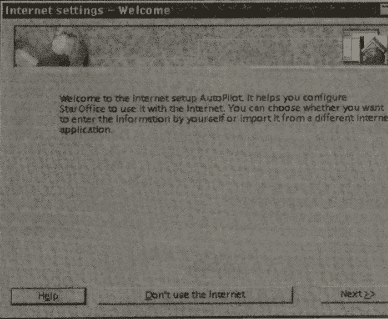 Internet settings – Welcome
Welcome to the Internet setup AutoPilot. It helps you configure
StarOffice to use it with the Internet. You can choose whether you want
to enter the information by yourself or import it from a different Interne
application.
Help
Don't use the Internet
Next >>